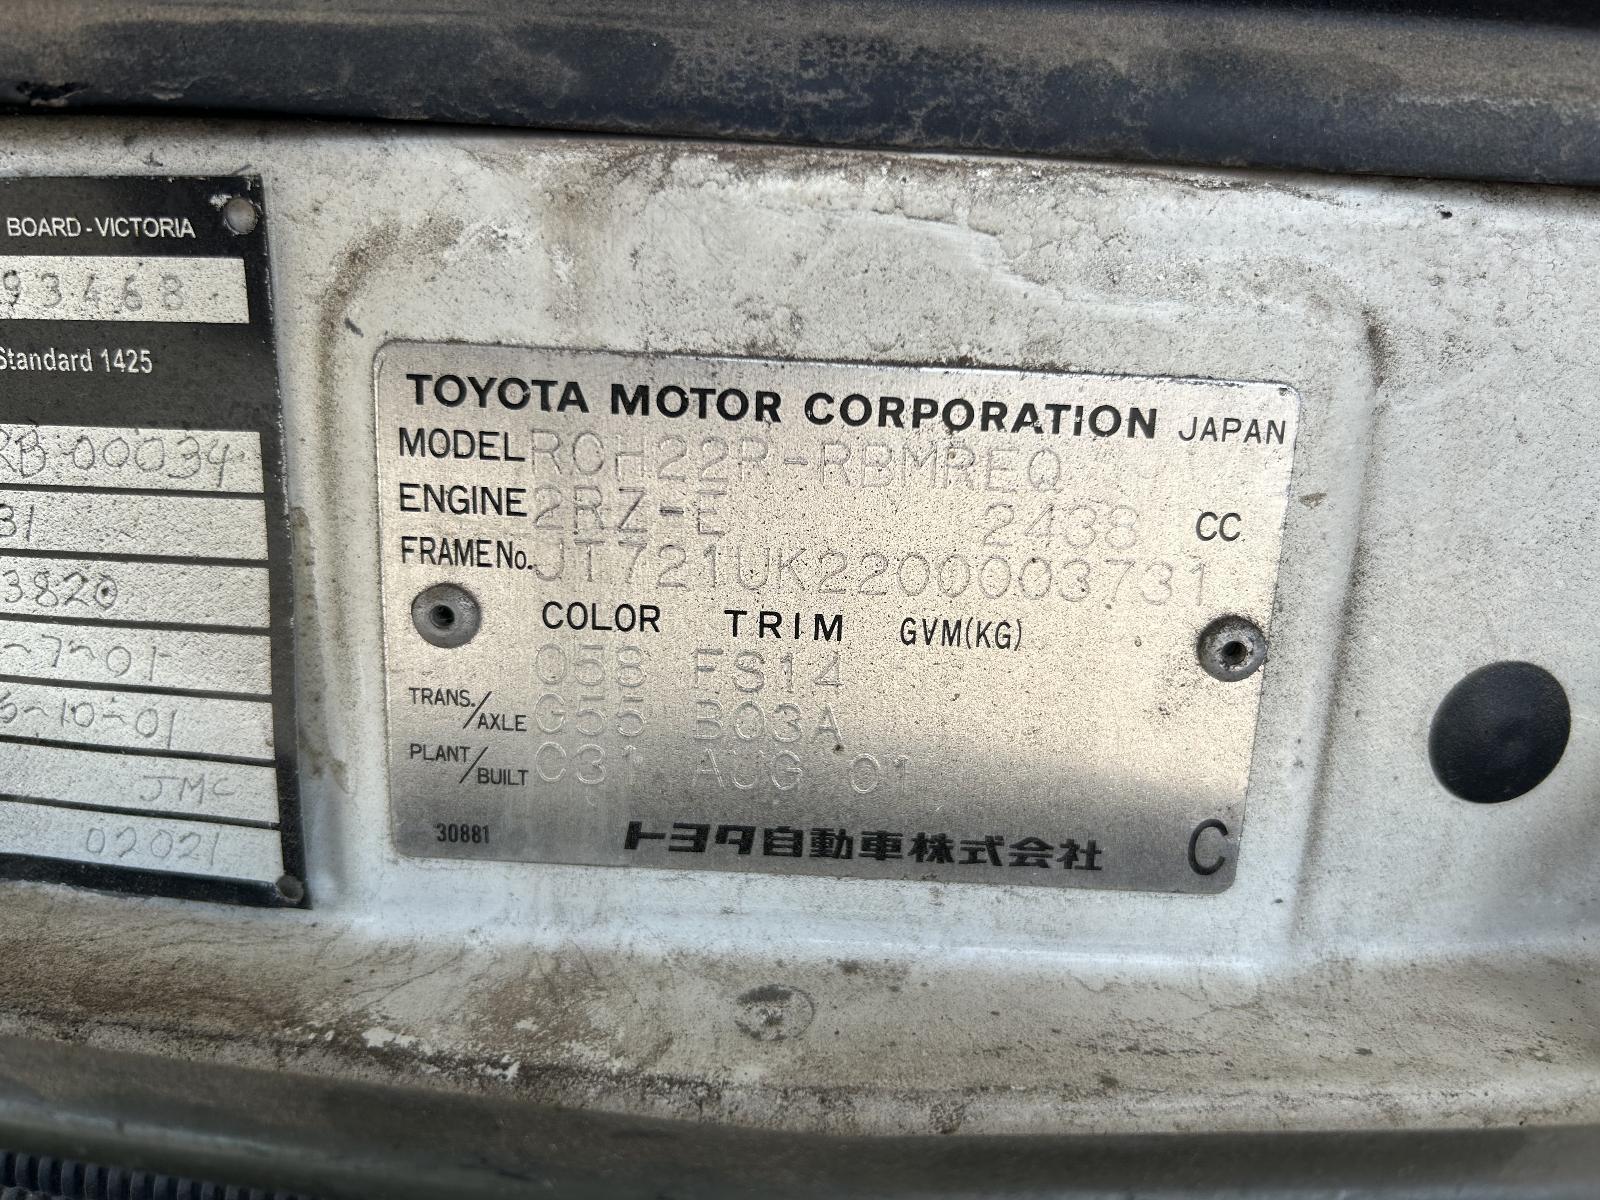 BOARD - VICTORIA
93468
Standard 1425
RB 00034
31
3820
-7-01
-10-01
JMC
02021
TOYOTA MOTOR CORPORATION JAPAN
MODEL RCH22R-RBMREQ
ENGINE 2RZ-E 2438 CC
FRAME No. JT721UK2200003731
COLOR TRIM GVM(KG)
058 FS14
TRANS./AXLE G55 B03A
PLANT/BUILT C31 AUG 01
30881 トヨタ自動車株式会社 C